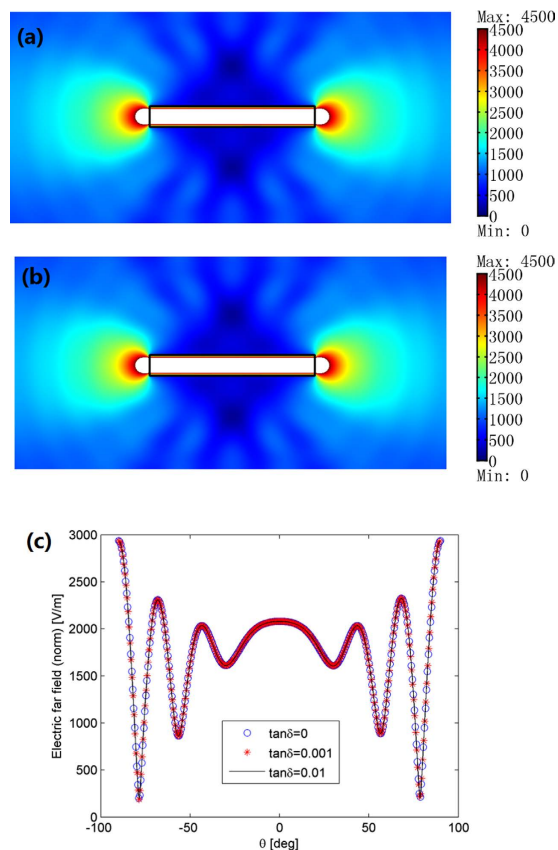 (a)
Max: 4500
4500
4000
3500
3000
2500
2000
1500
1000
500
0
Min: 0
(b)
Max: 4500
4500
4000
3500
3000
2500
2000
1500
1000
500
0
Min: 0
(c)
Electric far field (norm) [V/m]
3000
2500
2000
1500
1000
500
0
tanδ=0
tanδ=0.001
tanδ=0.01
-100 -50 0 50 100
θ [deg]